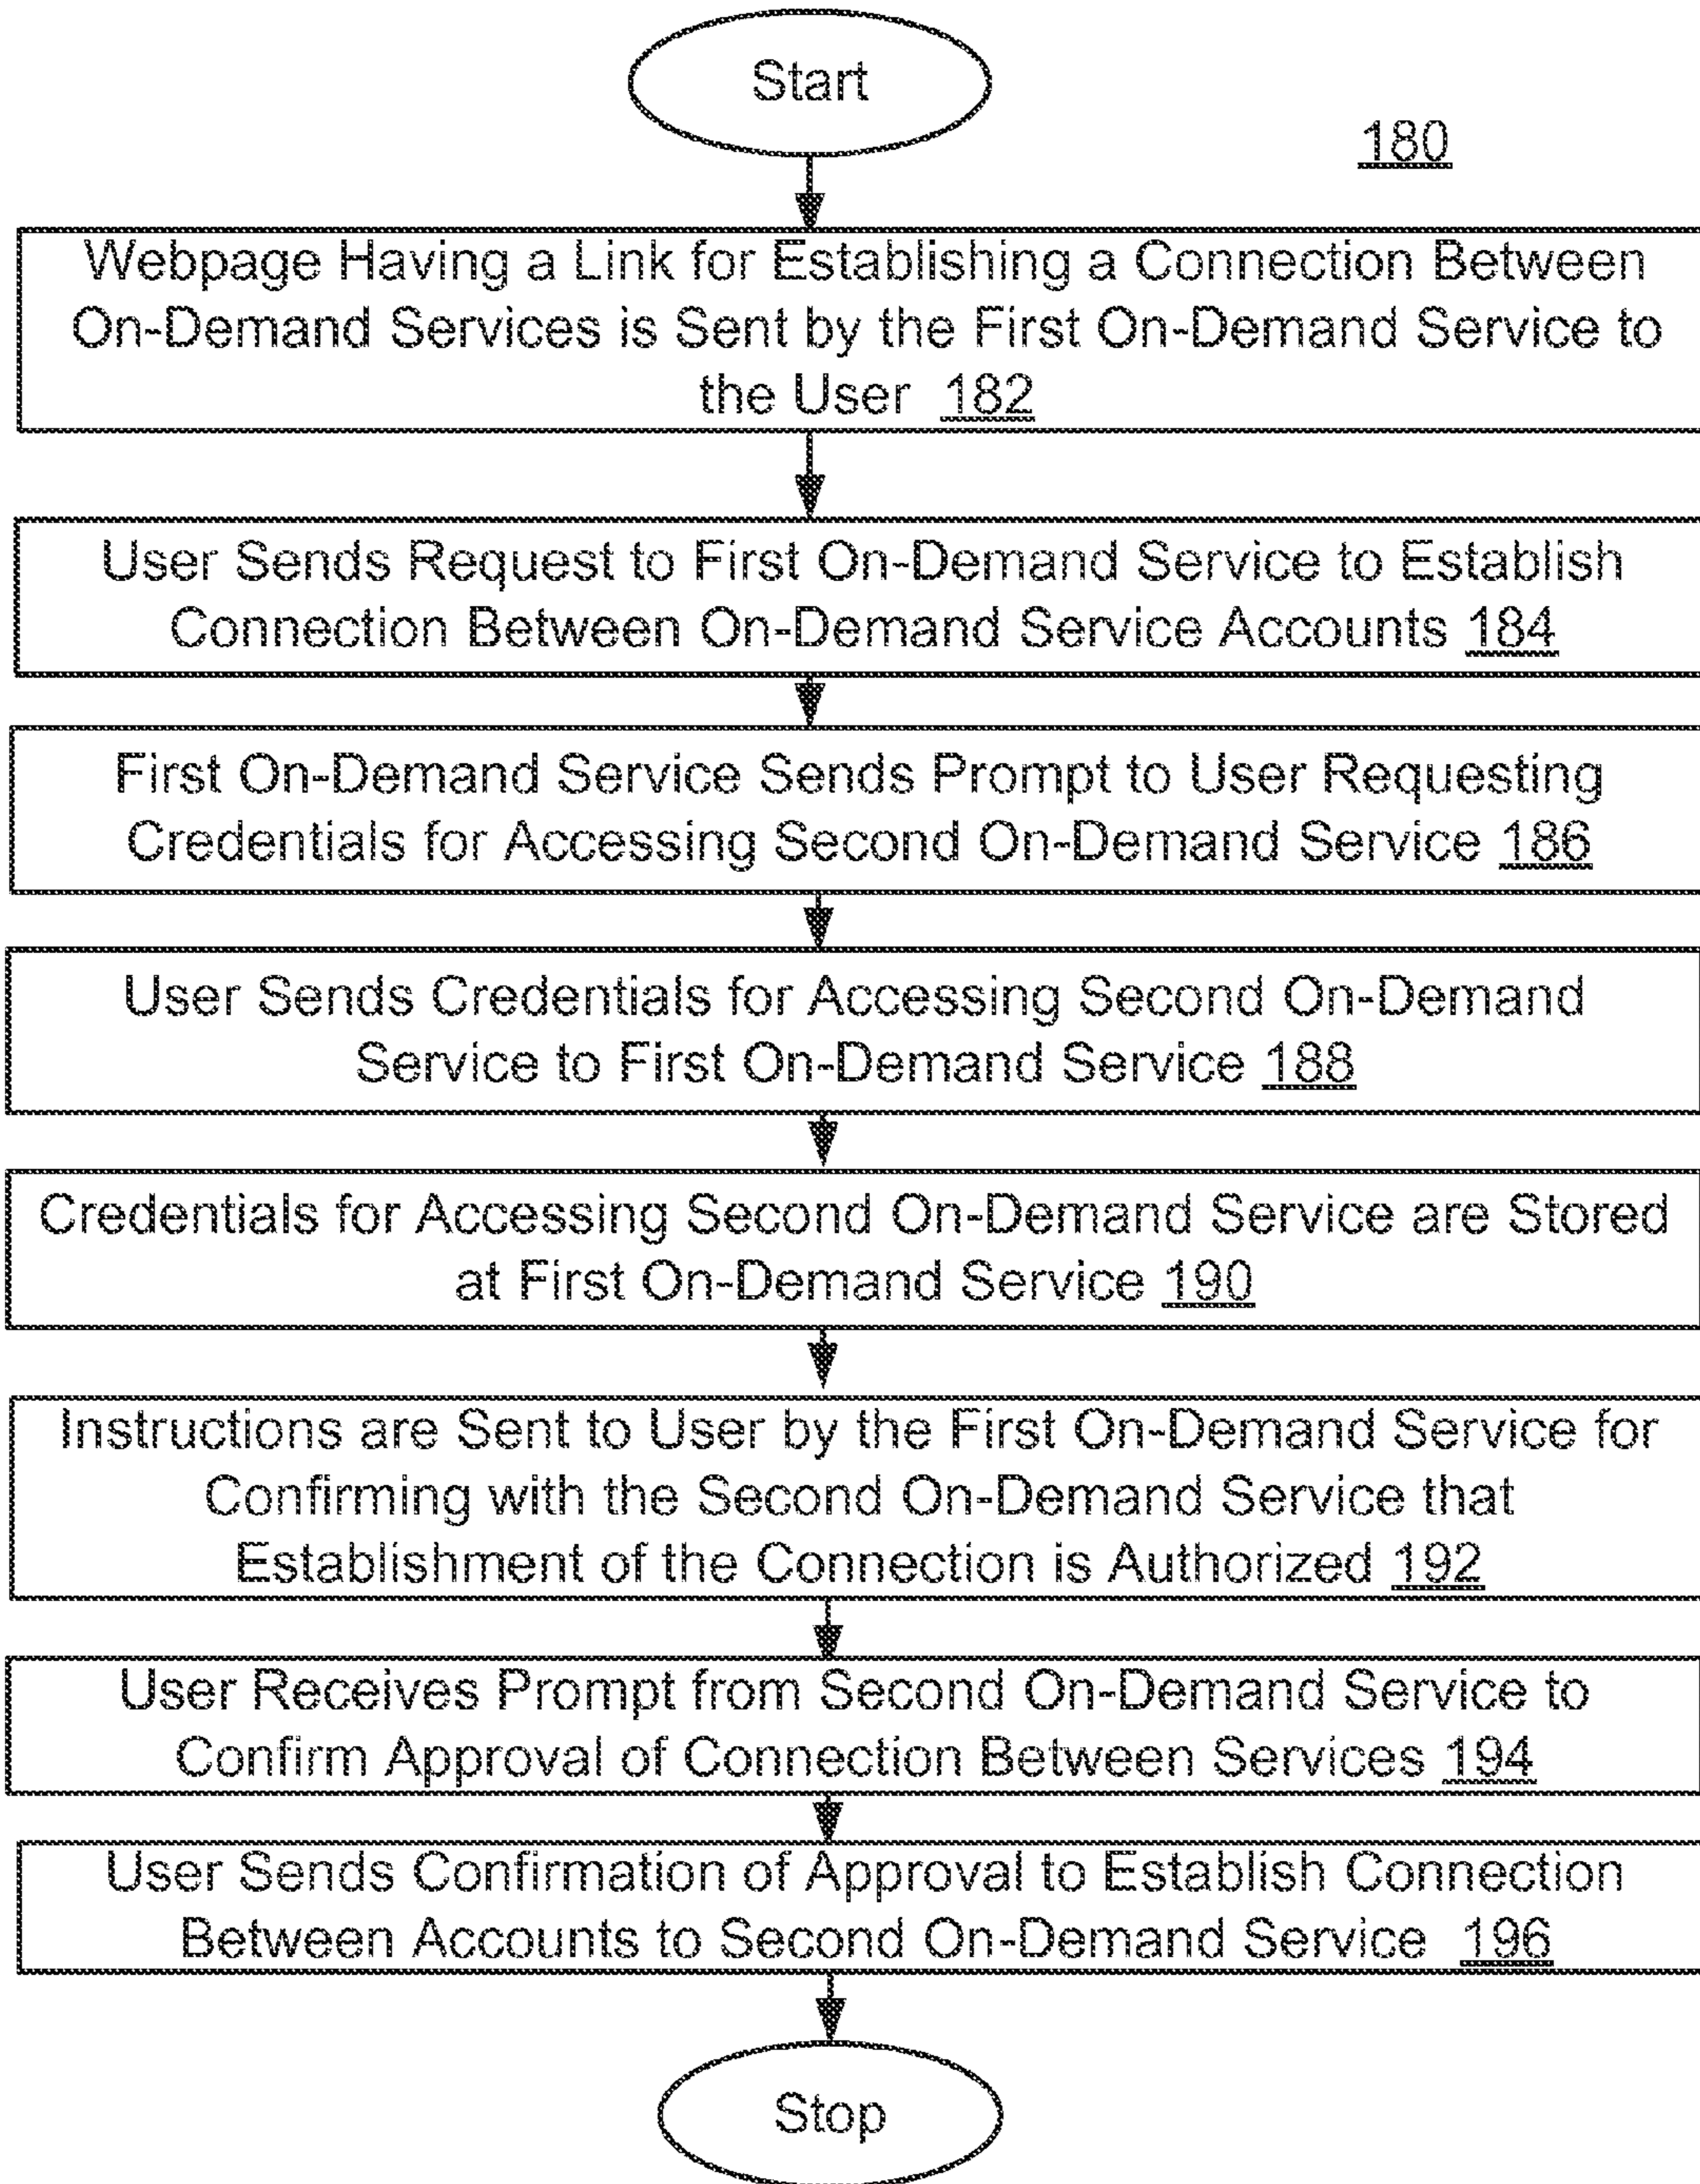 Start
180
Webpage Having a Link for Establishing a Connection Between
On-Demand Services is Sent by the First On-Demand Service to
the User 182
User Sends Request to First On-Demand Service to Establish
Connection Between On-Demand Service Accounts 184
First On-Demand Service Sends Prompt to User Requesting
Credentials for Accessing Second On-Demand Service 186
User Sends Credentials for Accessing Second On-Demand
Service to First On-Demand Service 188
Credentials for Accessing Second On-Demand Service are Stored
at First On-Demand Service 190
Instructions are Sent to User by the First On-Demand Service for
Confirming with the Second On-Demand Service that
Establishment of the Connection is Authorized 192
User Receives Prompt from Second On-Demand Service to
Confirm Approval of Connection Between Services 194
User Sends Confirmation of Approval to Establish Connection
Between Accounts to Second On-Demand Service 196
Stop